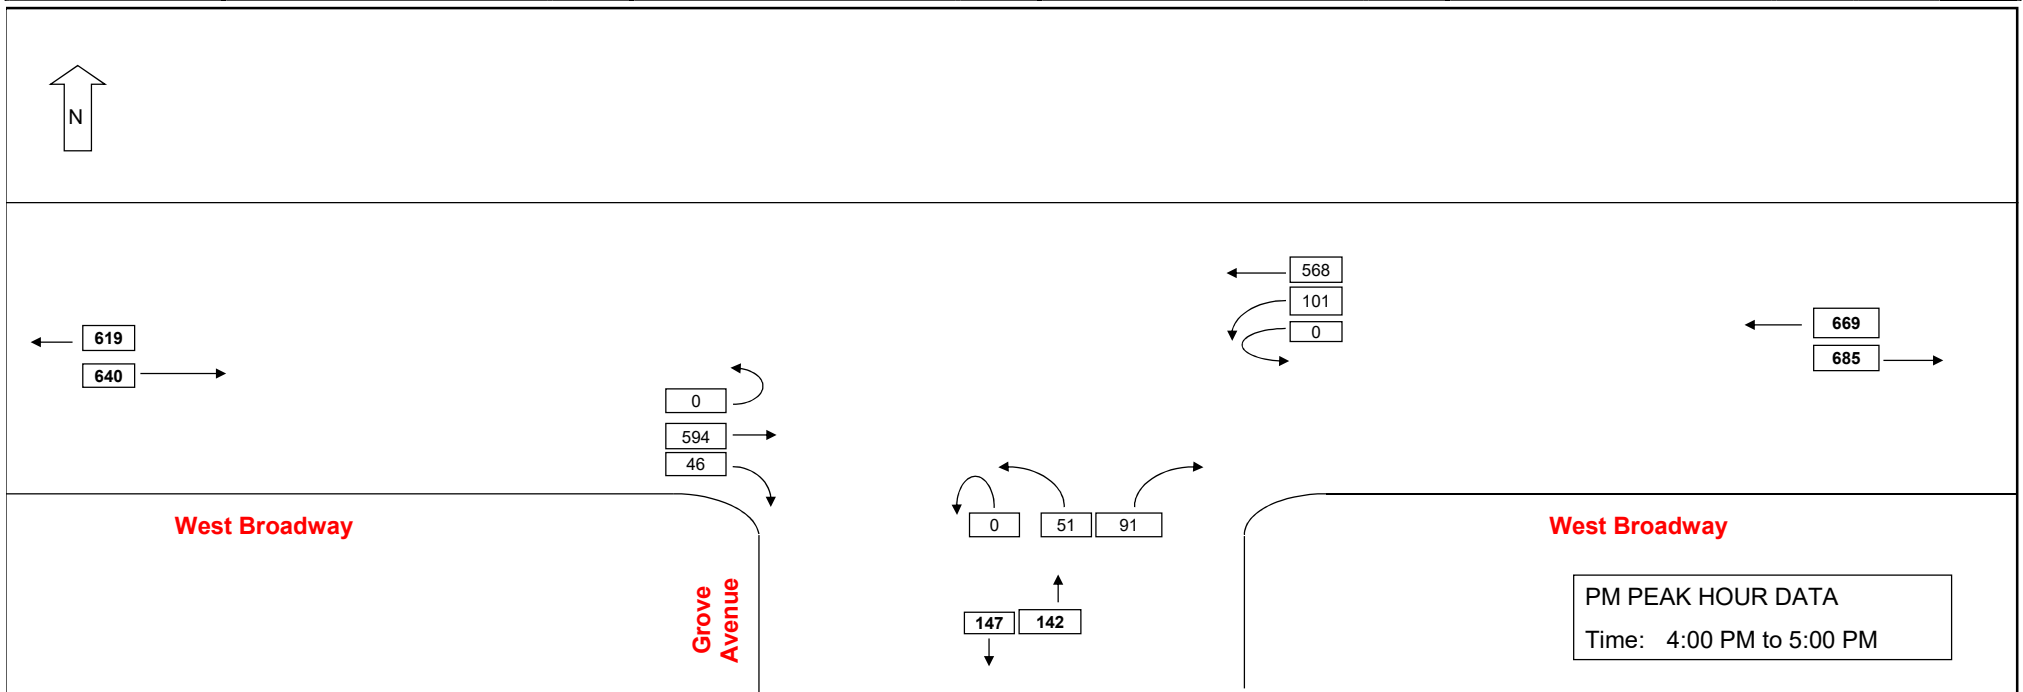 N
568
101
0
619
640
669
685
0
594
46
0 51 91
West Broadway
West Broadway
Grove
Avenue
147 142
PM PEAK HOUR DATA
Time: 4:00 PM to 5:00 PM